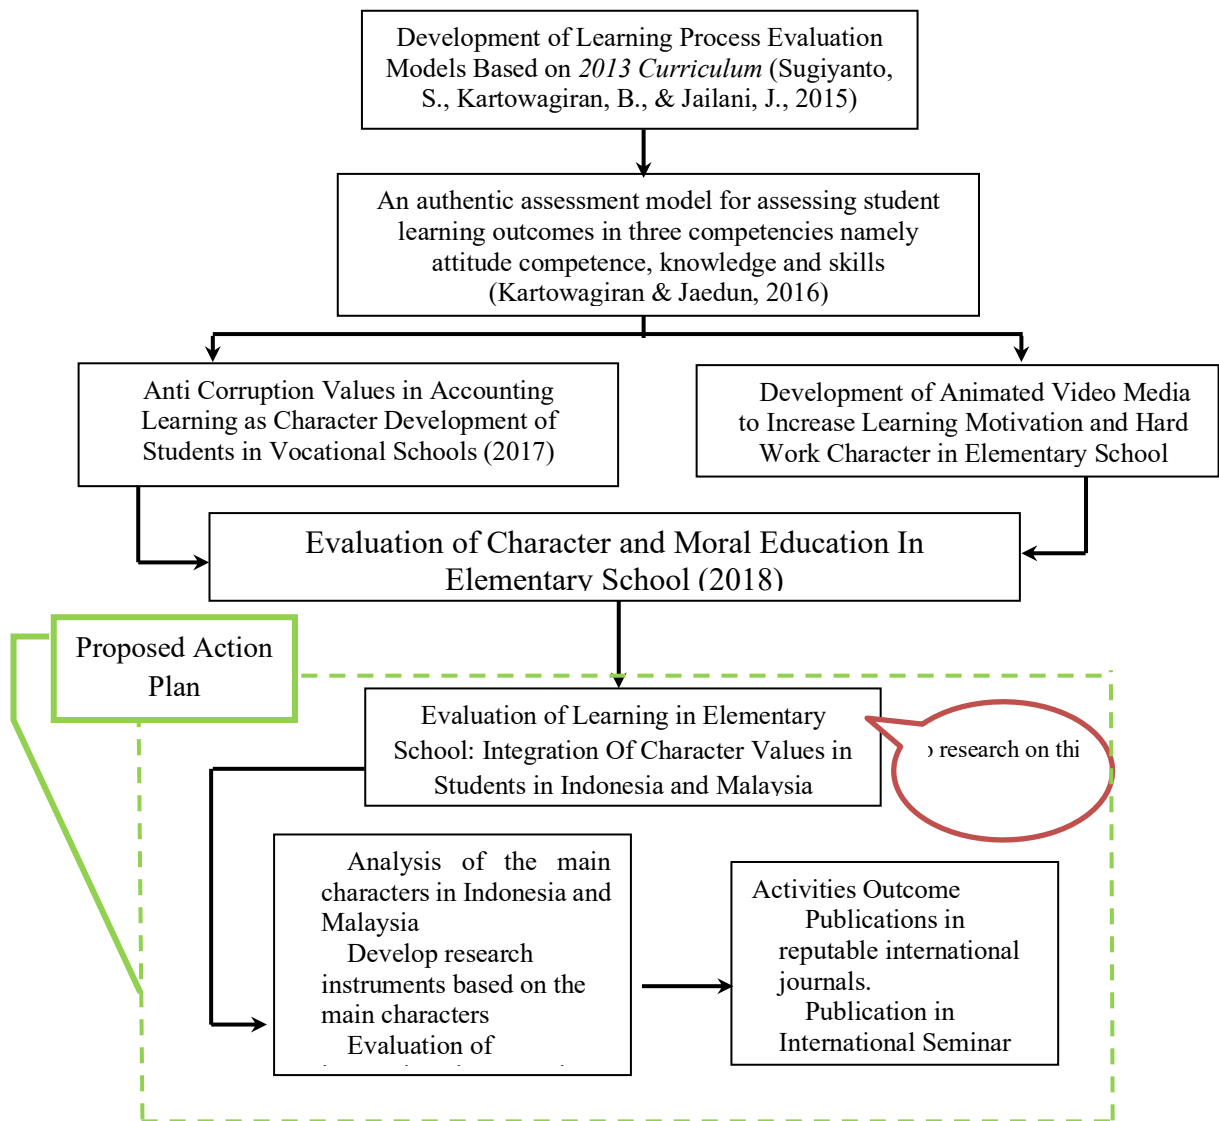 Development of Learning Process Evaluation
Models Based on 2013 Curriculum (Sugiyanto,
S., Kartowagiran, B., & Jailani, J., 2015)
An authentic assessment model for assessing student
learning outcomes in three competencies namely
attitude competence, knowledge and skills
(Kartowagiran & Jaedun, 2016)
Anti Corruption Values in Accounting
Learning as Character Development of
Students in Vocational Schools (2017)
Development of Animated Video Media
to Increase Learning Motivation and Hard
Work Character in Elementary School
Evaluation of Character and Moral Education In
Elementary School (2018)
Proposed Action
Plan
Evaluation of Learning in Elementary
School: Integration Of Character Values in
Students in Indonesia and Malaysia
research on thi
Analysis of the main
characters in Indonesia and
Malaysia
Develop research
instruments based on the
main characters
Evaluation of
Activities Outcome
Publications in
reputable international
journals.
Publication in
International Seminar